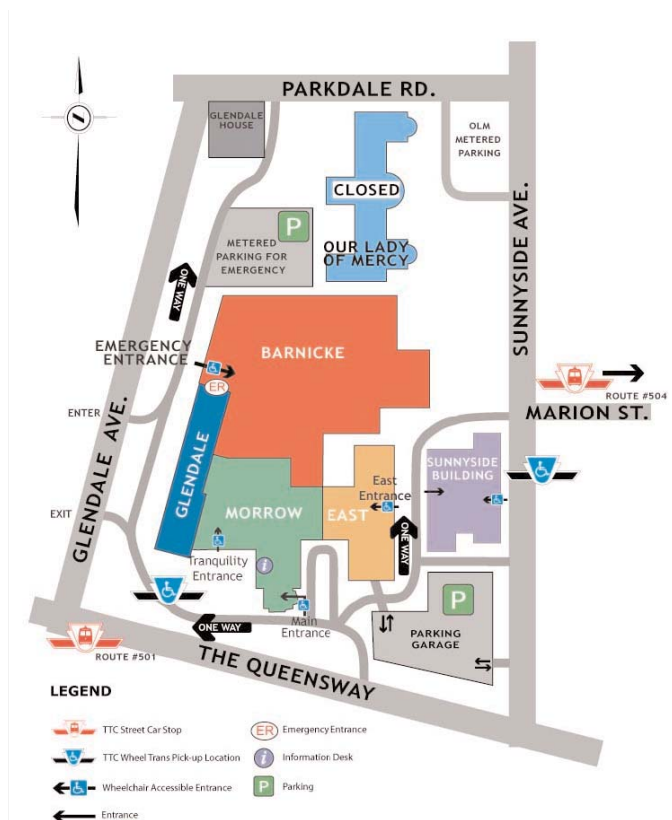 PARKDALE RD.
GLENDALE
HOUSE
OLM
METERED
PARKING
CLOSED
P
METERED
PARKING FOR
EMERGENCY
OUR LADY
OF MERCY
SUNNYSIDE AVE.
ONE WAY
EMERGENCY
ENTRANCE
BARNICKE
ER
ROUTE #504
MARION ST.
ENTER
GLENDALE AVE.
GLENDALE
SUNNYSIDE
BUILDING
East
Entrance
MORROW
EAST
EXIT
ONE WAY
Tranquility
Entrance
i
P
PARKING
GARAGE
Main
Entrance
ONE WAY
ROUTE #501
THE QUEENSWAY
LEGEND
TTC Street Car Stop
ER
Emergency Entrance
TTC Wheel Trans Pick-up Location
i
Information Desk
Wheelchair Accessible Entrance
P
Parking
Entrance